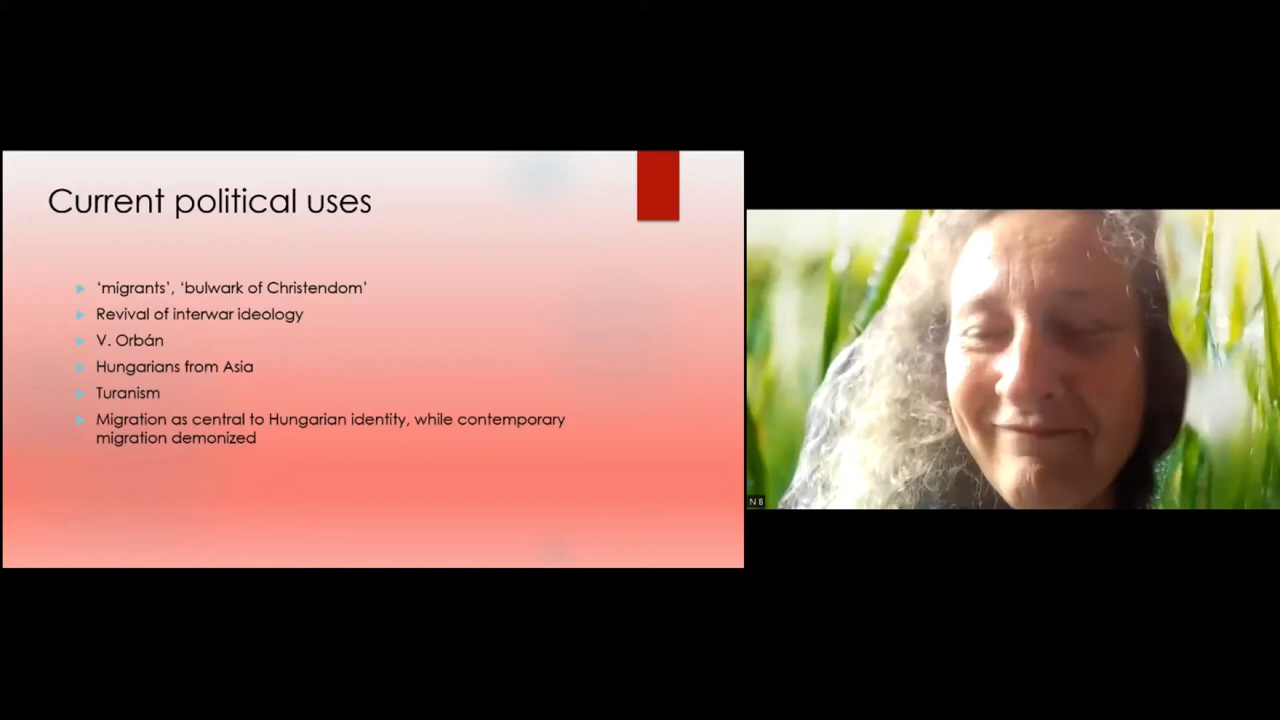 Current political uses
‘migrants’, ‘bulwark of Christendom’
Revival of interwar ideology
V. Orbán
Hungarians from Asia
Turanism
Migration as central to Hungarian identity, while contemporary
migration demonized
N B